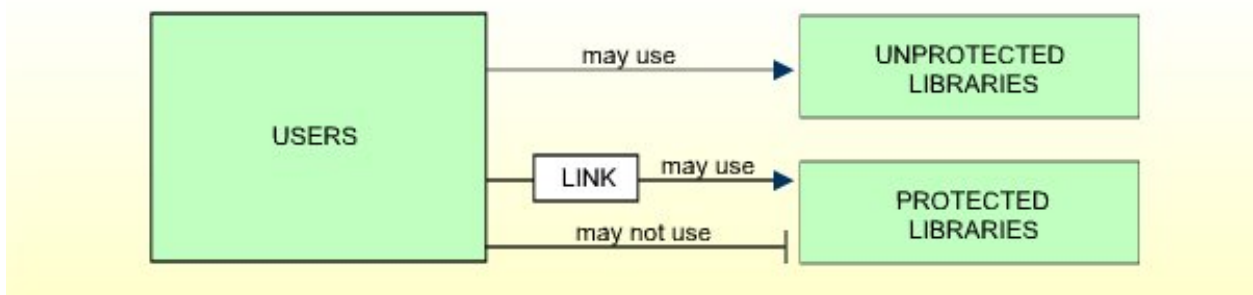 USERS
may use
UNPROTECTED
LIBRARIES
LINK
may use
may not use
PROTECTED
LIBRARIES